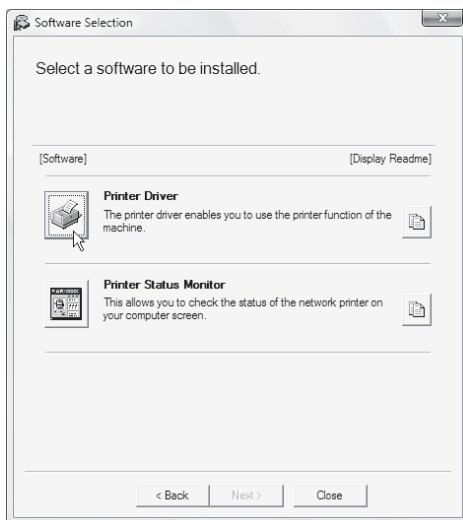 Software Selection
X
Select a software to be installed.
[Software] [Display Readme]
Printer Driver
The printer driver enables you to use the printer function of the
machine.
Printer Status Monitor
This allows you to check the status of the network printer on
your computer screen.
< Back Next > Close